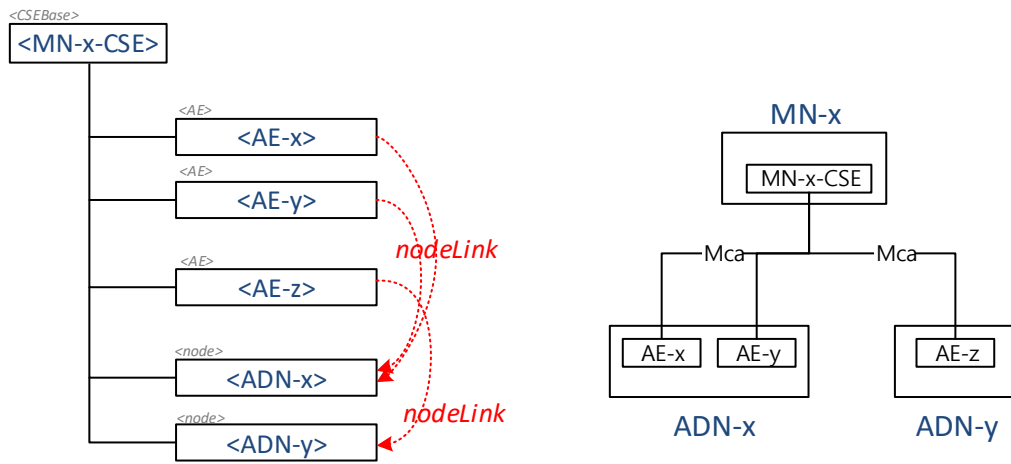 <CSEBase>
<MN-x-CSE>
<AE>
<AE-x>
<AE>
<AE-y>
nodeLink
<AE>
<AE-z>
<node>
<ADN-x>
nodeLink
<node>
<ADN-y>
MN-x
MN-x-CSE
Mca
Mca
AE-x
AE-y
AE-z
ADN-x
ADN-y